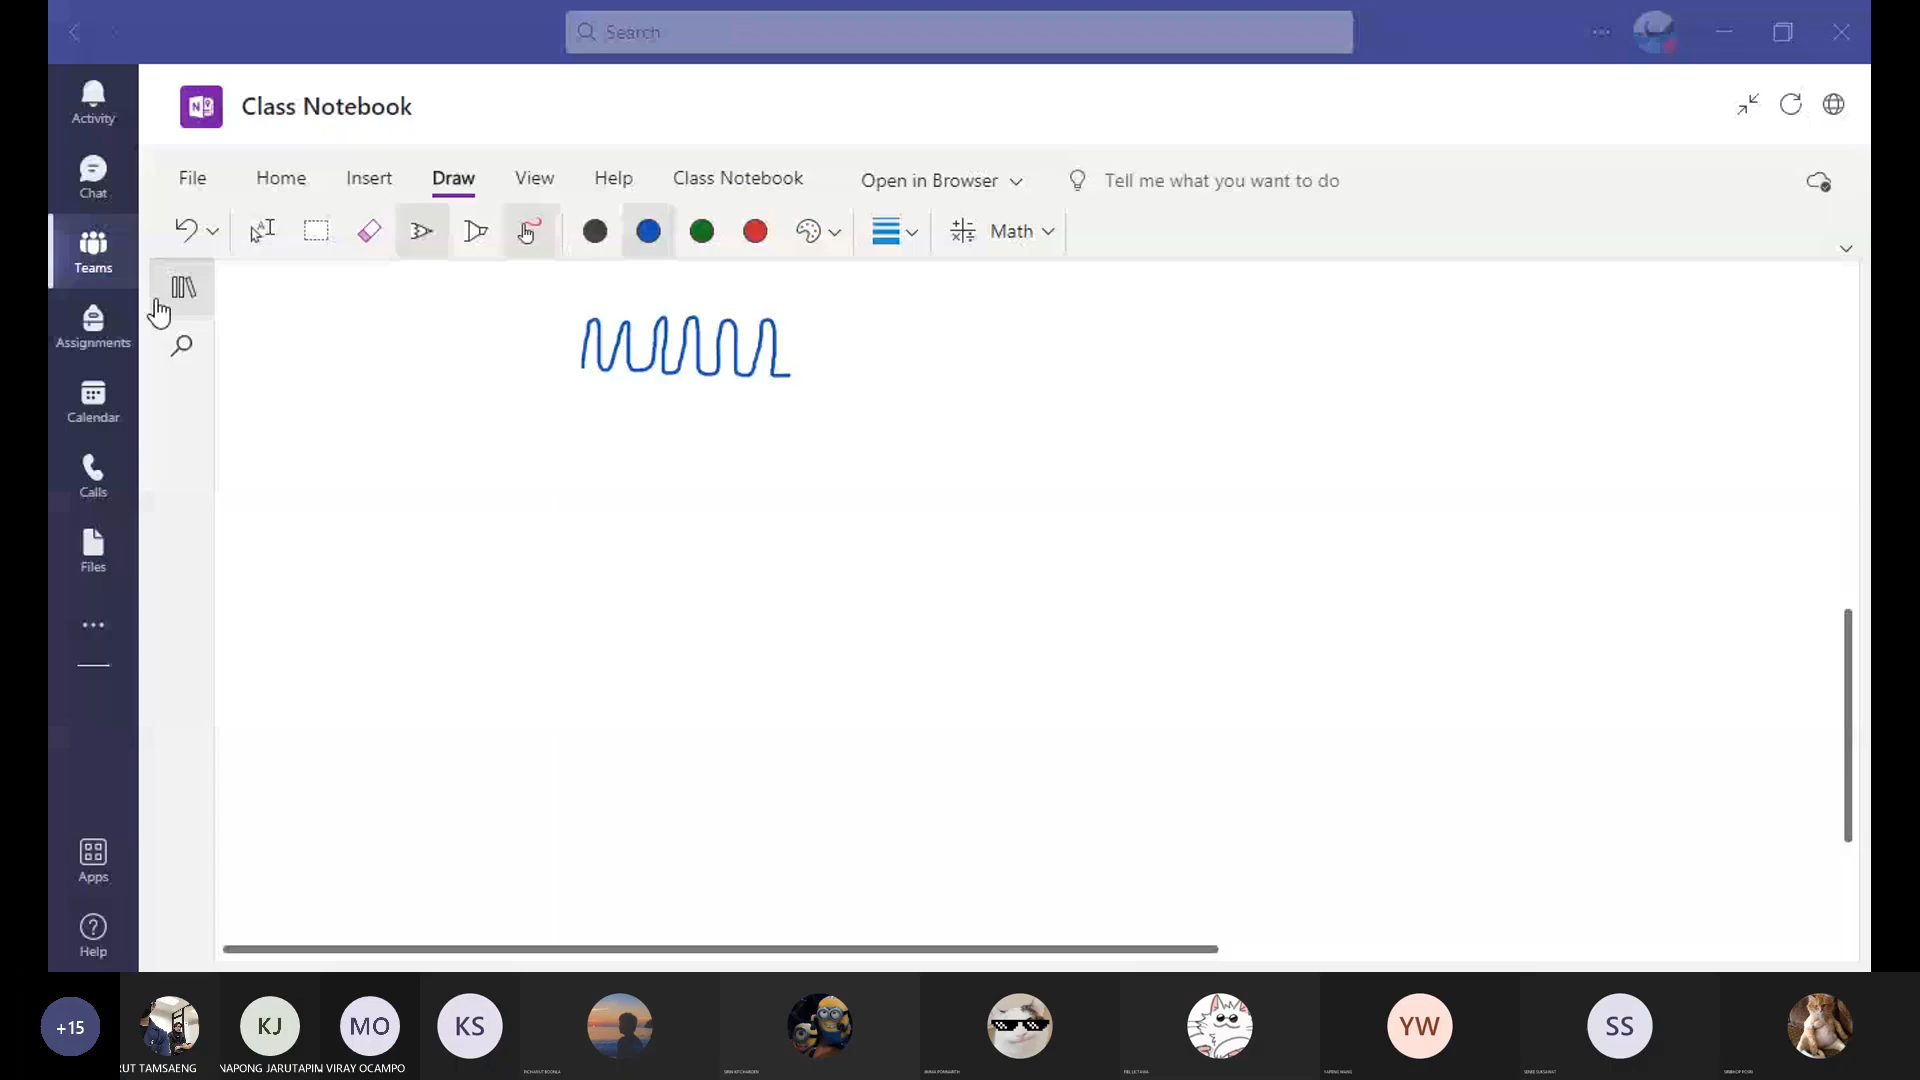 Search
Activity
Chat
Teams
Assignments
Calendar
Calls
Files
Apps
Help
Class Notebook
File Home Insert Draw View Help Class Notebook Open in Browser Tell me what you want to do
Math
+15 KJ MO KS YW SS
RUT TAMSAENG NAPONG JARUTAPIN VIRAY OCAMPO